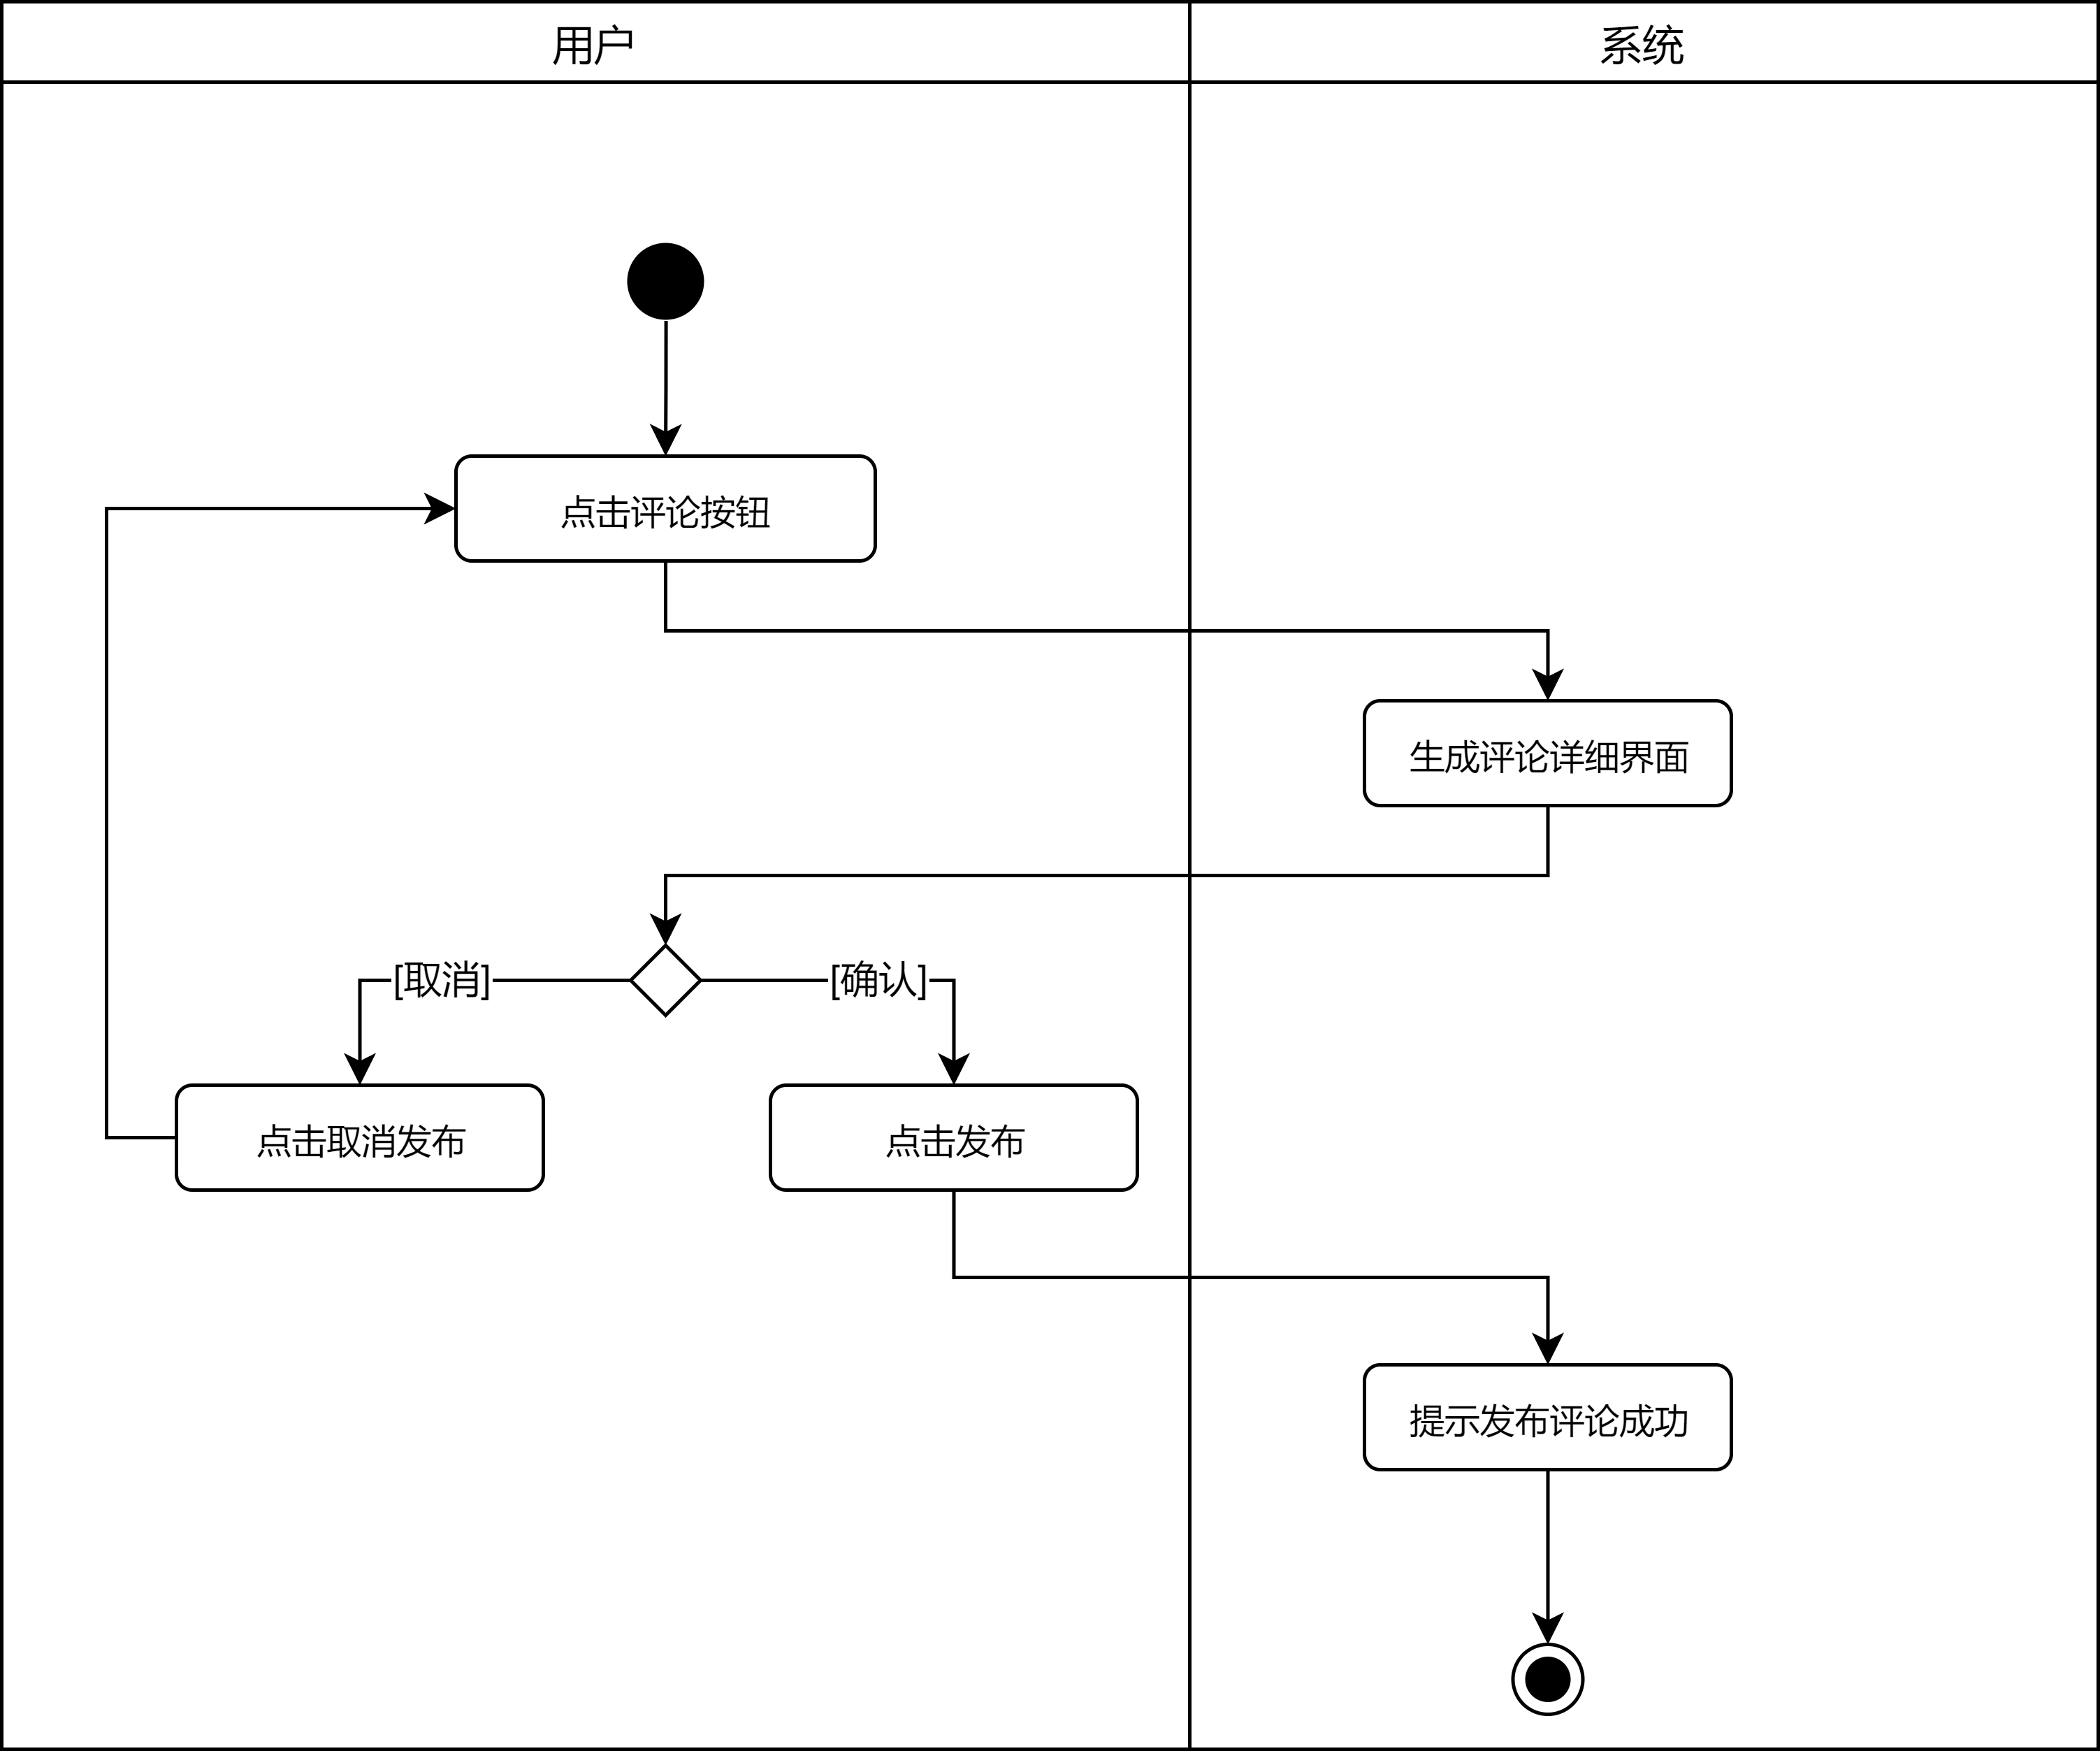 用户
系统
点击评论按钮
生成评论详细界面
[取消]
[确认]
点击取消发布
点击发布
提示发布评论成功